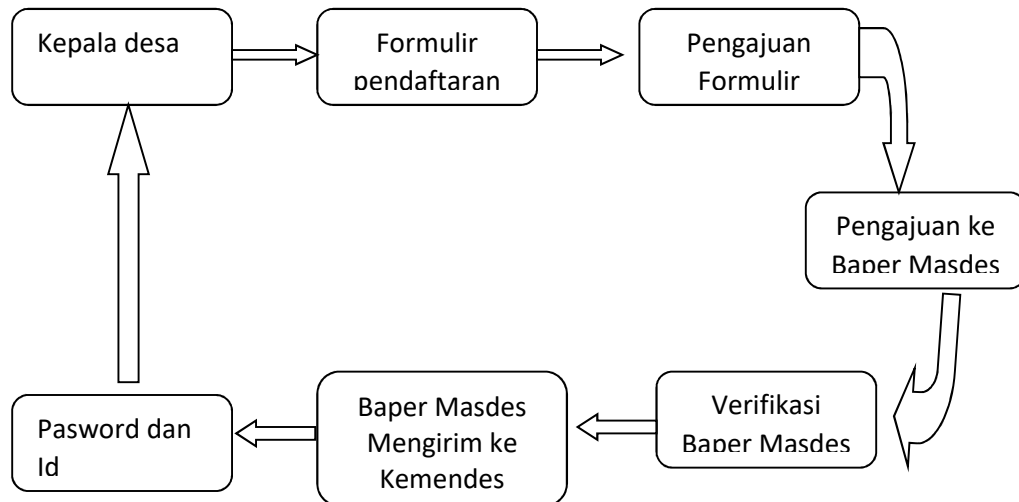 Kepala desa
Formulir
pendaftaran
Pengajuan
Formulir
Pengajuan ke
Baper Masdes
Verifikasi
Baper Masdes
Baper Masdes
Mengirim ke
Kemendes
Pasword dan
Id